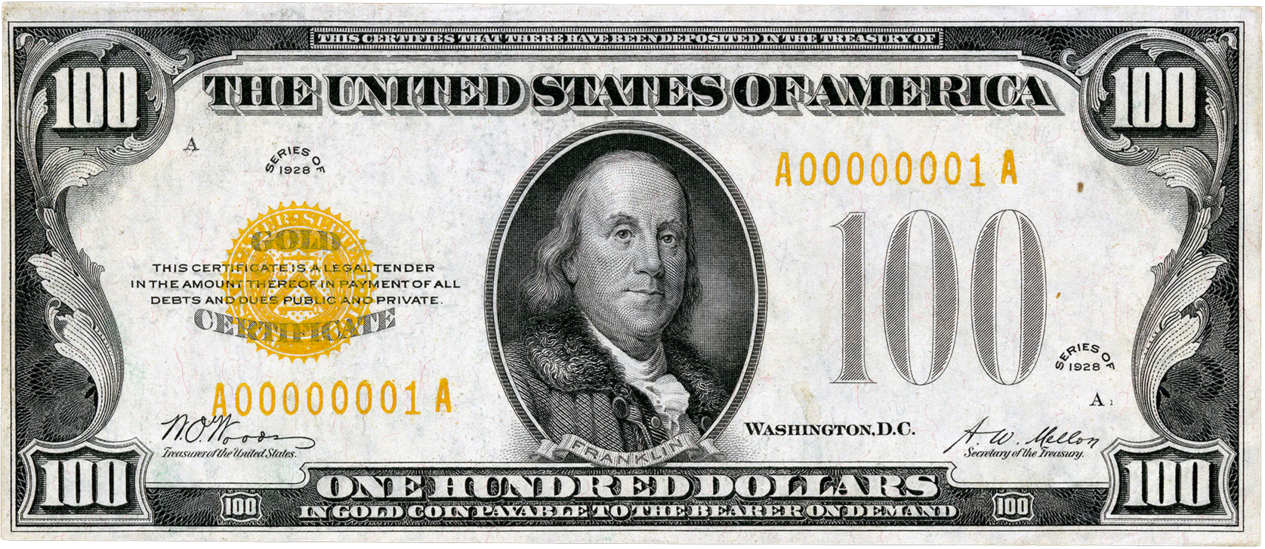 THIS CERTIFIES THAT THERE HAVE BEEN DEPOSITED IN THE TREASURY OF
100
THE UNITED STATES OF AMERICA
100
A
SERIES OF
1928
A00000001 A
GOLD
THIS CERTIFICATE IS A LEGAL TENDER
IN THE AMOUNT THEREOF IN PAYMENT OF ALL
DEBTS AND DUES PUBLIC AND PRIVATE.
CERTIFICATE
100
SERIES OF
1928
A00000001 A
A 1
W. O. Woods
Treasurer of the United States.
FRANKLIN
WASHINGTON, D.C.
A. W. Mellon
Secretary of the Treasury.
100
100
ONE HUNDRED DOLLARS
IN GOLD COIN PAYABLE TO THE BEARER ON DEMAND
100
100